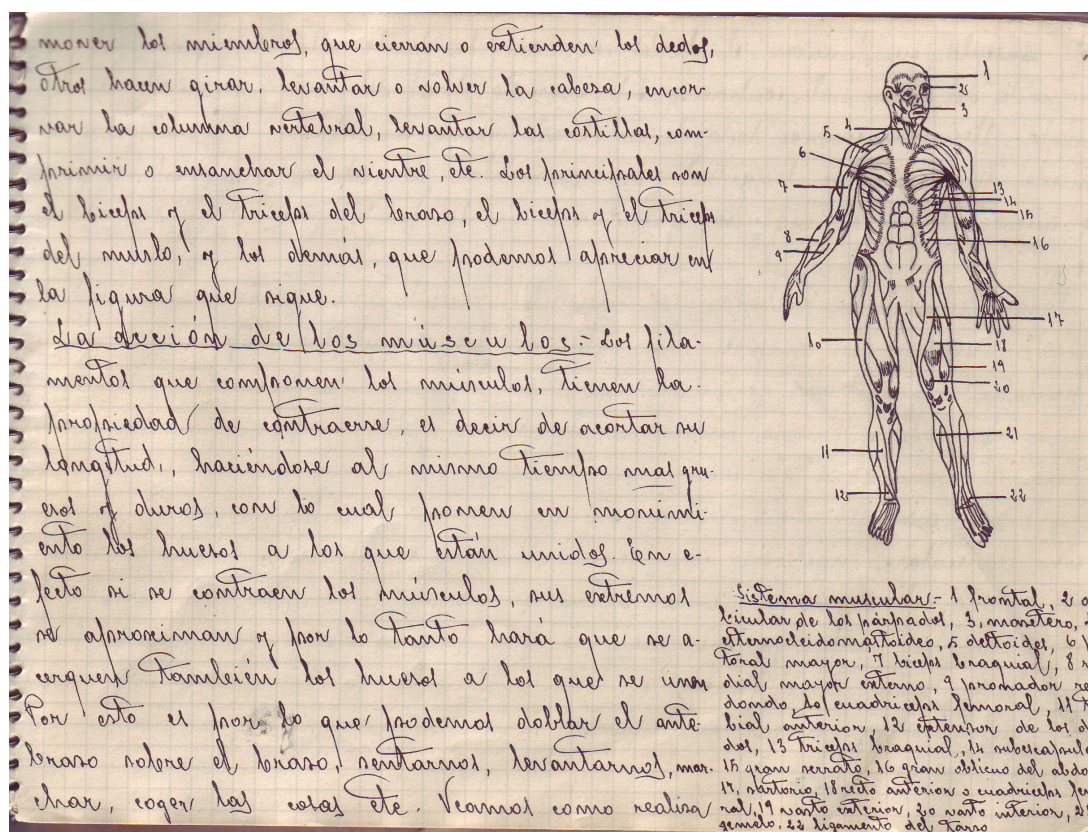 mover los miembros, que cierran o extienden los dedos,
otros hacen girar, levantar o volver la cabeza, encor-
var la columna vertebral, levantar las costillas, com-
primir o ensanchar el vientre, etc. Los principales son
el biceps y el triceps del brazo, el biceps y el triceps
del muslo, y los demás, que podemos apreciar en
la figura que sigue.
La acción de los músculos:- Los fila-
mentos que componen los músculos, tienen la
propiedad de contraerse, es decir de acortar su
longitud, haciéndose al mismo tiempo mas gru-
esos y duros, con lo cual ponen en movimi-
ento los huesos a los que están unidos. En e-
fecto si se contraen los músculos, sus extremos
se aproximan y por lo tanto hará que se a-
cerquen también los huesos a los que se unen
Por esto es por lo que podemos doblar el ante-
brazo sobre el brazo, sentarnos, levantarnos, mar-
char, coger las cosas etc. Veamos como realiza
1
2
3
4
5
6
7
8
9
10
11
12
13
14
15
16
17
18
19
20
21
22
Sistema muscular- 1 frontal, 2 o
bicular de los párpados, 3, masetero,
esternocleidomastoideo, 5 deltoides, 6
toral mayor, 7 biceps braquial, 8
dial mayor externo, 9 pronador re
dondo, 10 cuadriceps femoral, 11 t
bial anterior, 12 extensor de los
dos, 13 triceps braquial, 14 subescapul
15 gran serrato, 16 gran oblicuo del abdo
17, sartorio, 18 recto anterior o cuadriceps fe
ral, 19 vasto exterior, 20 vasto interior, 2
gemelo, 22 ligamento del tarso